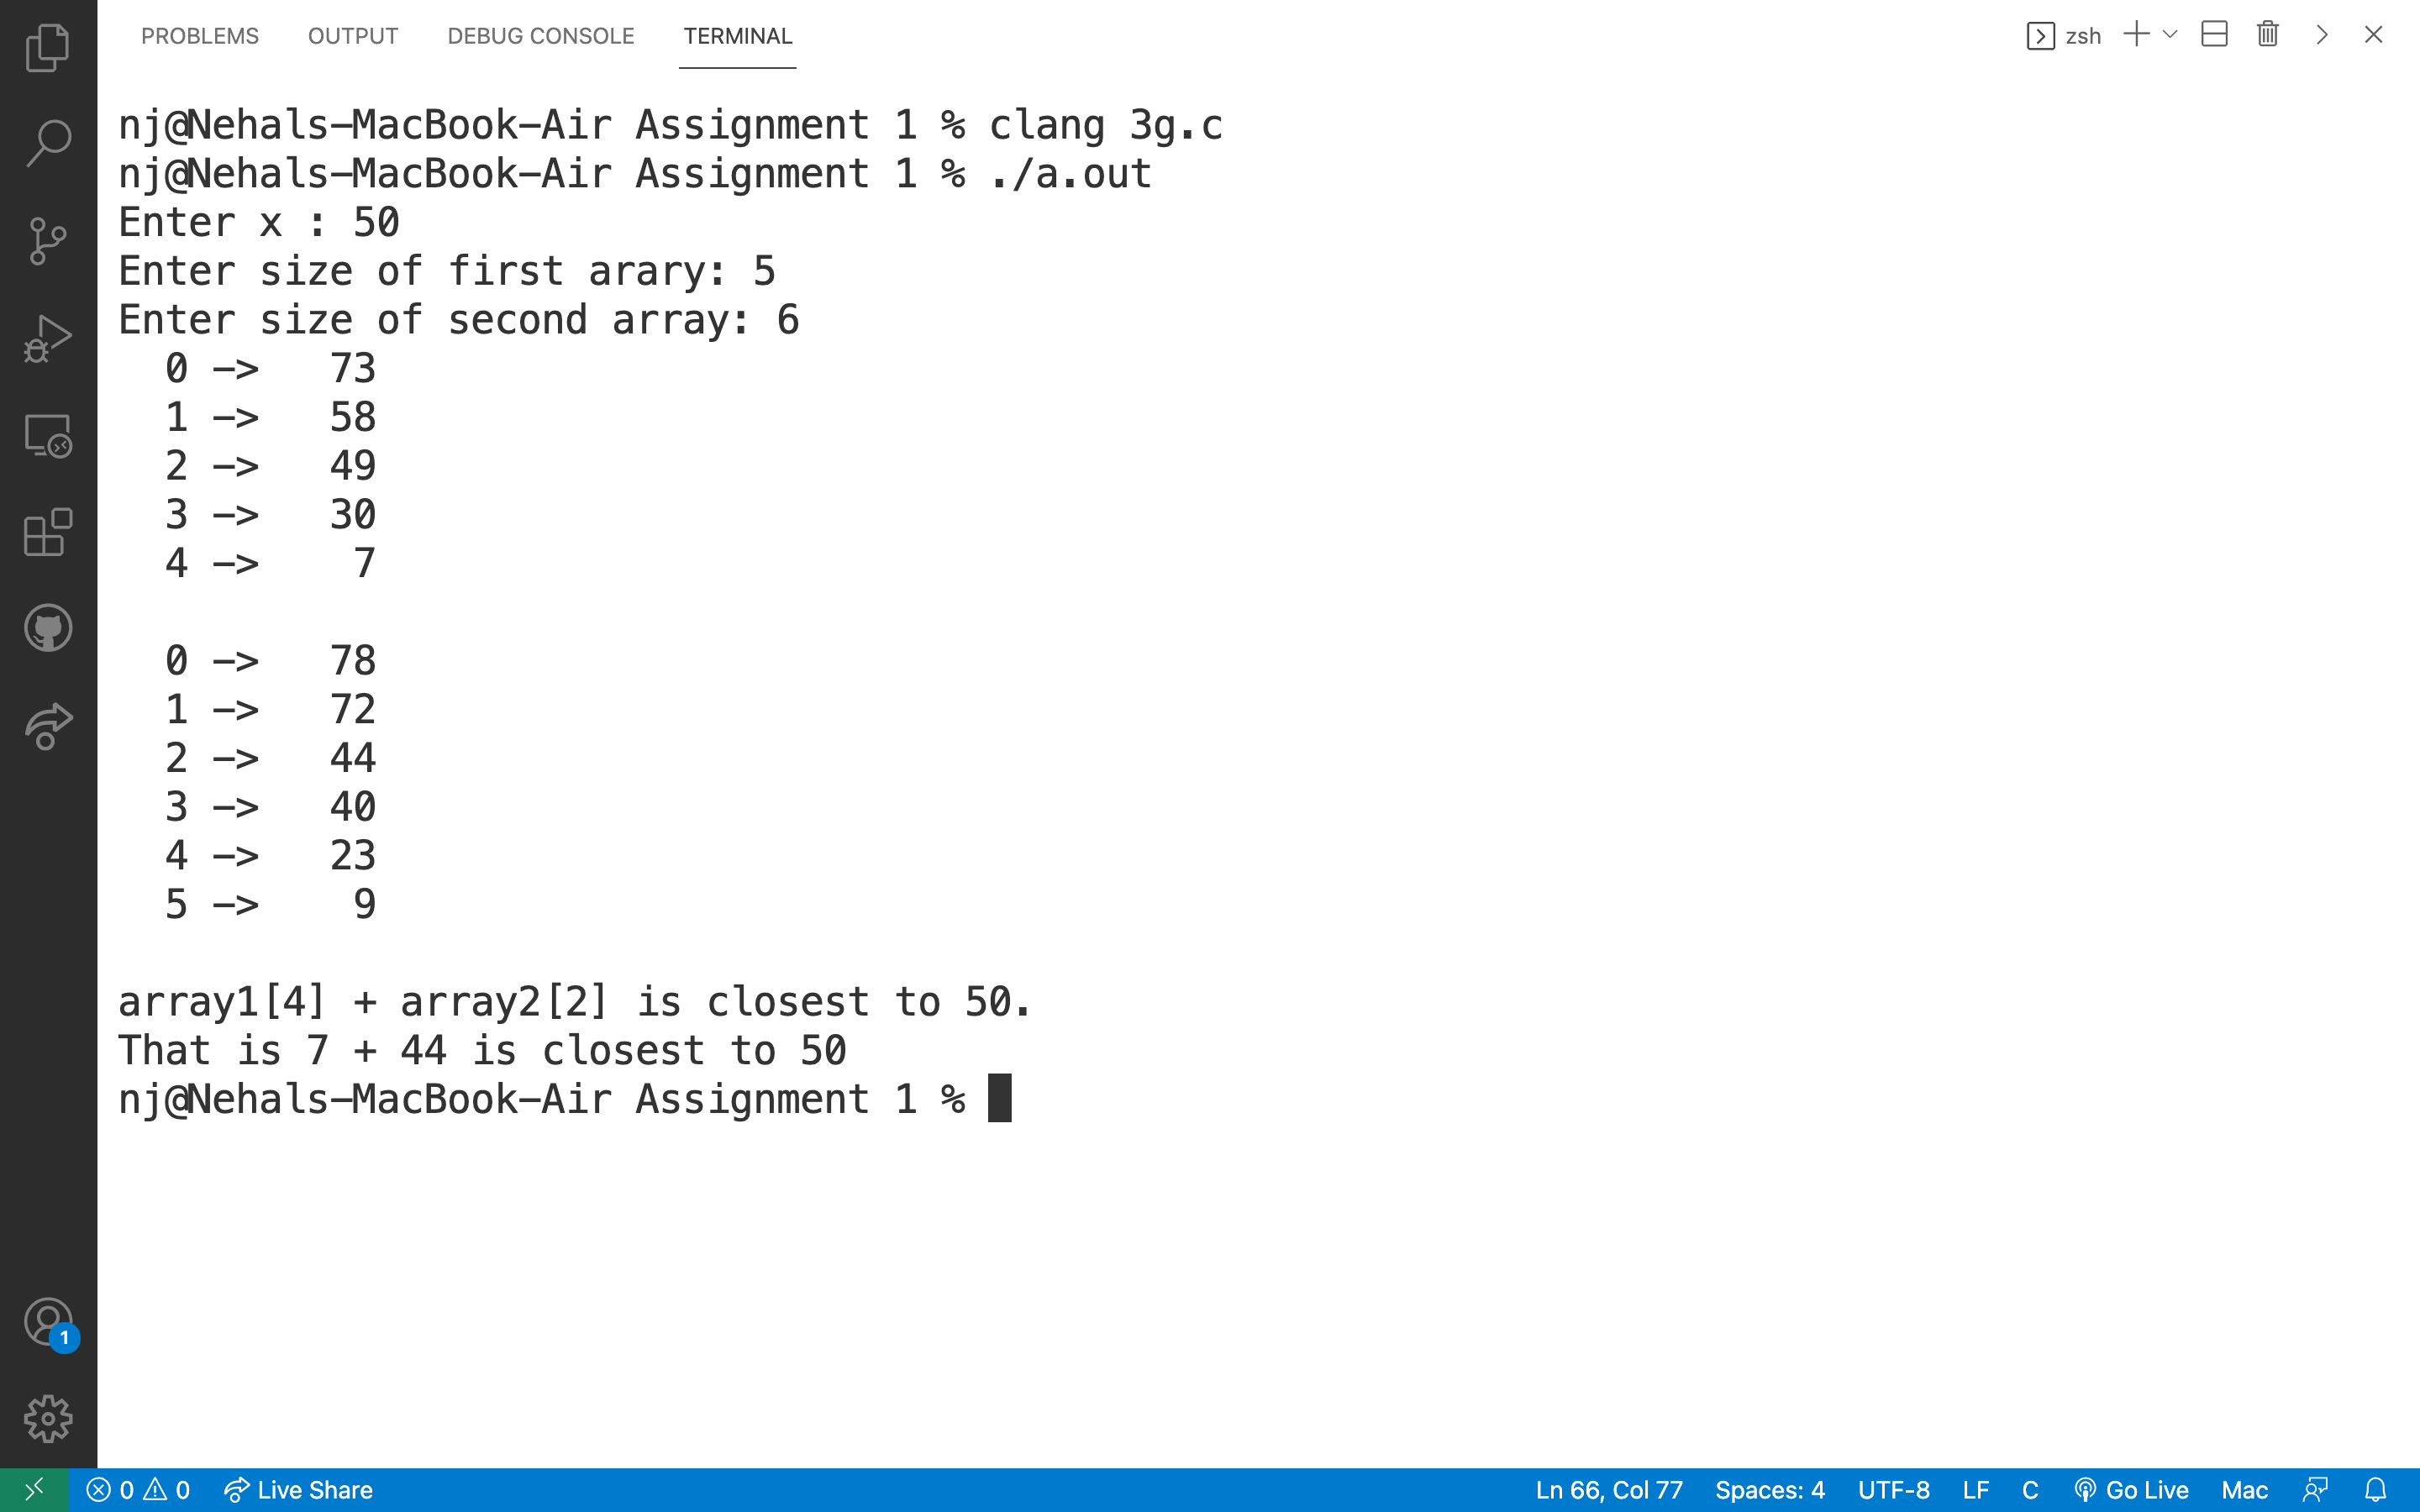 PROBLEMS OUTPUT DEBUG CONSOLE TERMINAL zsh
nj@Nehals-MacBook-Air Assignment 1 % clang 3g.c
nj@Nehals-MacBook-Air Assignment 1 % ./a.out
Enter x : 50
Enter size of first arary: 5
Enter size of second array: 6
0 -> 73
1 -> 58
2 -> 49
3 -> 30
4 -> 7
0 -> 78
1 -> 72
2 -> 44
3 -> 40
4 -> 23
5 -> 9
array1[4] + array2[2] is closest to 50.
That is 7 + 44 is closest to 50
nj@Nehals-MacBook-Air Assignment 1 %
1
0 0 Live Share Ln 66, Col 77 Spaces: 4 UTF-8 LF C Go Live Mac